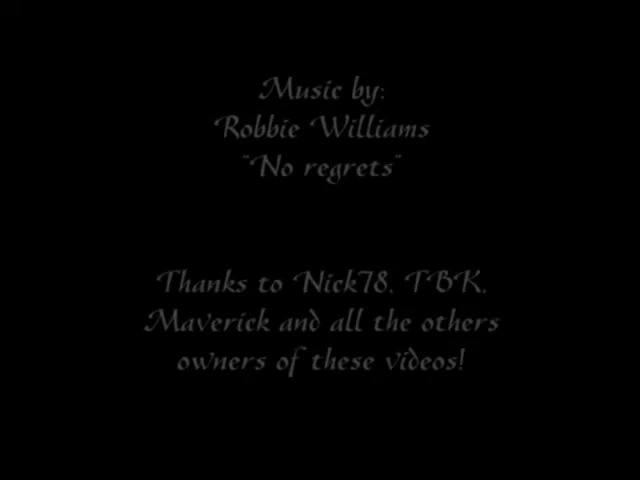 Music by:
Robbie Williams
"No regrets"
Thanks to Nick78, TBK,
Maverick and all the others
owners of these videos!